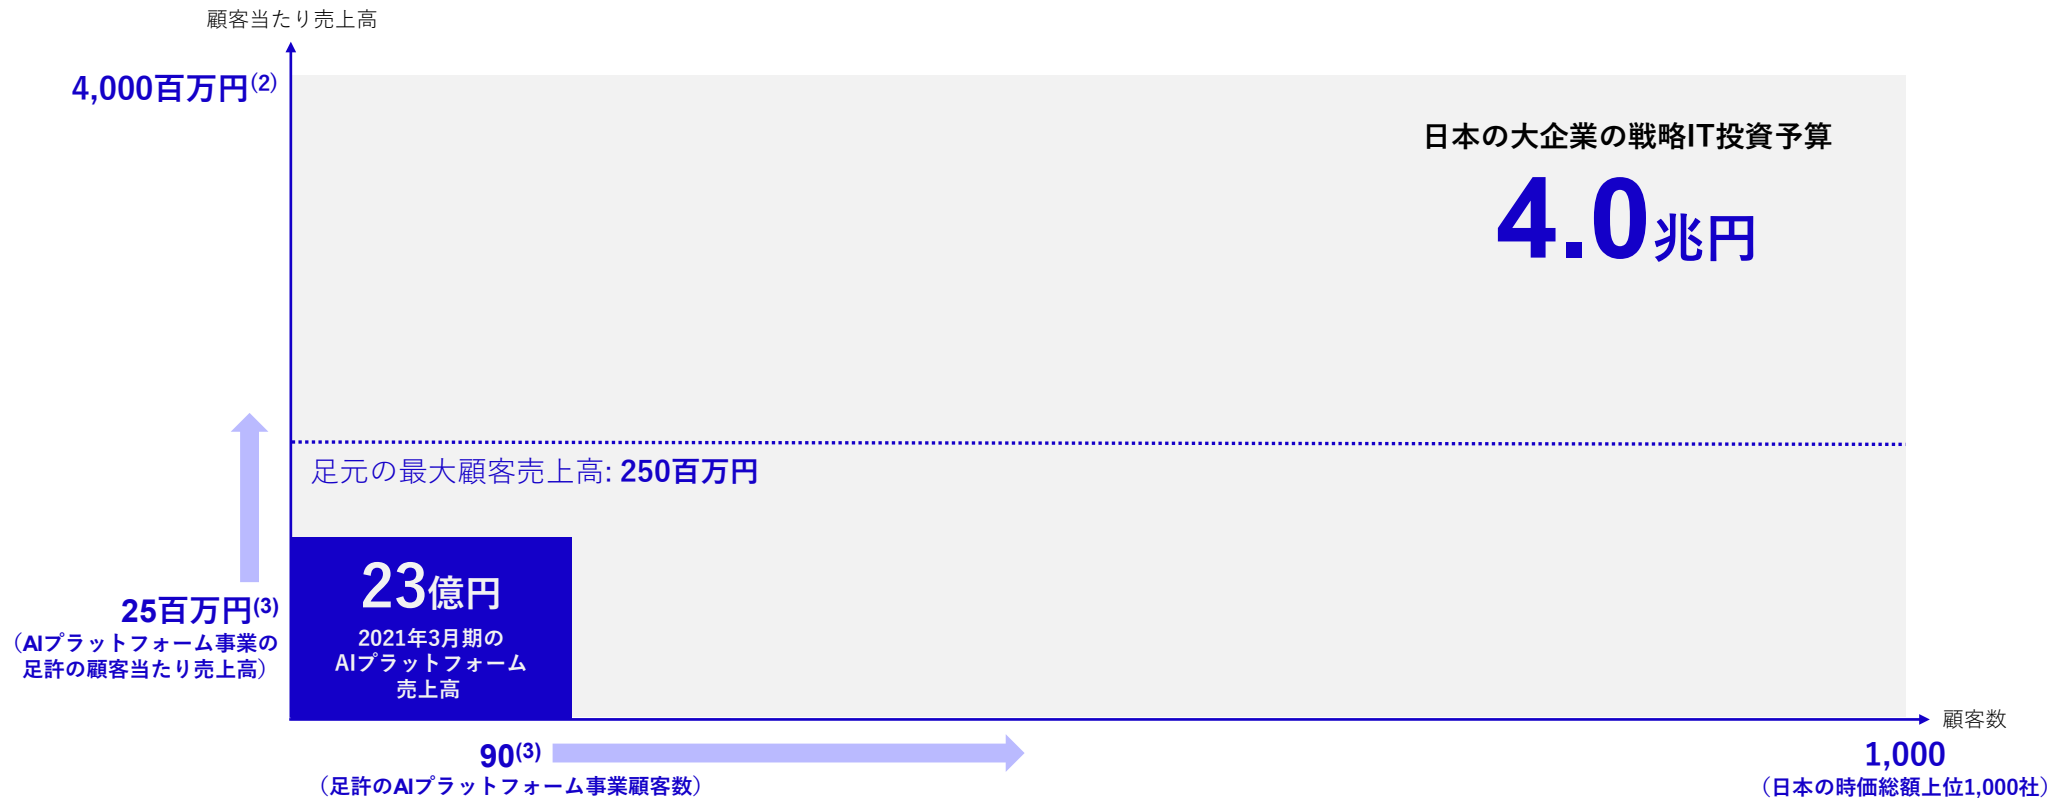 顧客当たり売上高
4,000百万円(2)
日本の大企業の戦略IT投資予算
4.0兆円
足元の最大顧客売上高: 250百万円
23億円
2021年3月期の
AIプラットフォーム
売上高
25百万円(3)
（AIプラットフォーム事業の
足許の顧客当たり売上高）
顧客数
90(3)
（足許のAIプラットフォーム事業顧客数）
1,000
（日本の時価総額上位1,000社）